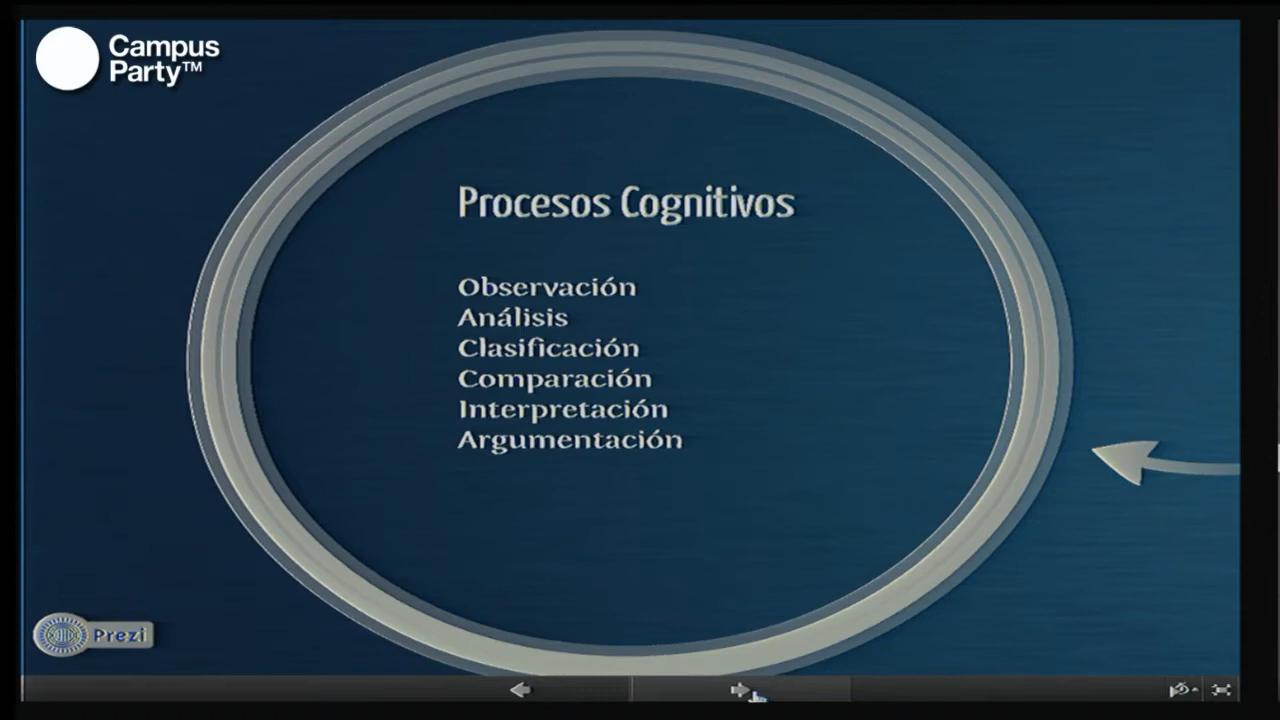 Campus
Party™
Procesos Cognitivos
Observación
Análisis
Clasificación
Comparación
Interpretación
Argumentación
Prezi